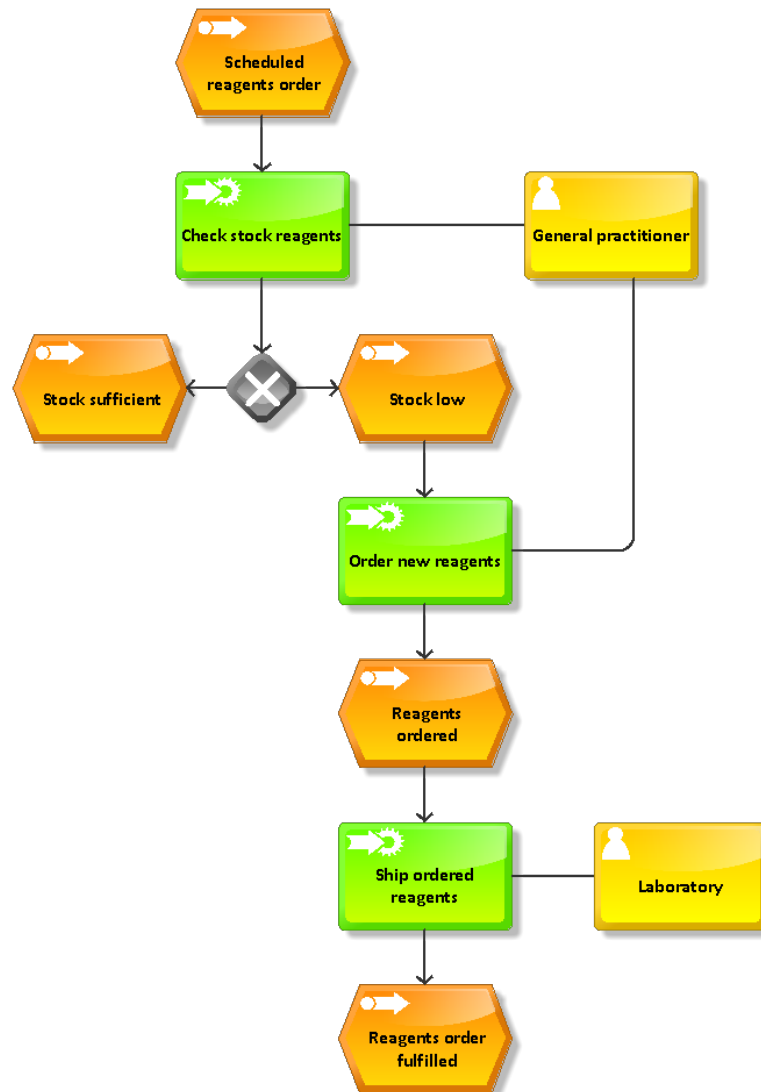 Scheduled
reagents order
Check stock reagents
General practitioner
Stock sufficient
Stock low
Order new reagents
Reagents
ordered
Ship ordered
reagents
Laboratory
Reagents order
fulfilled